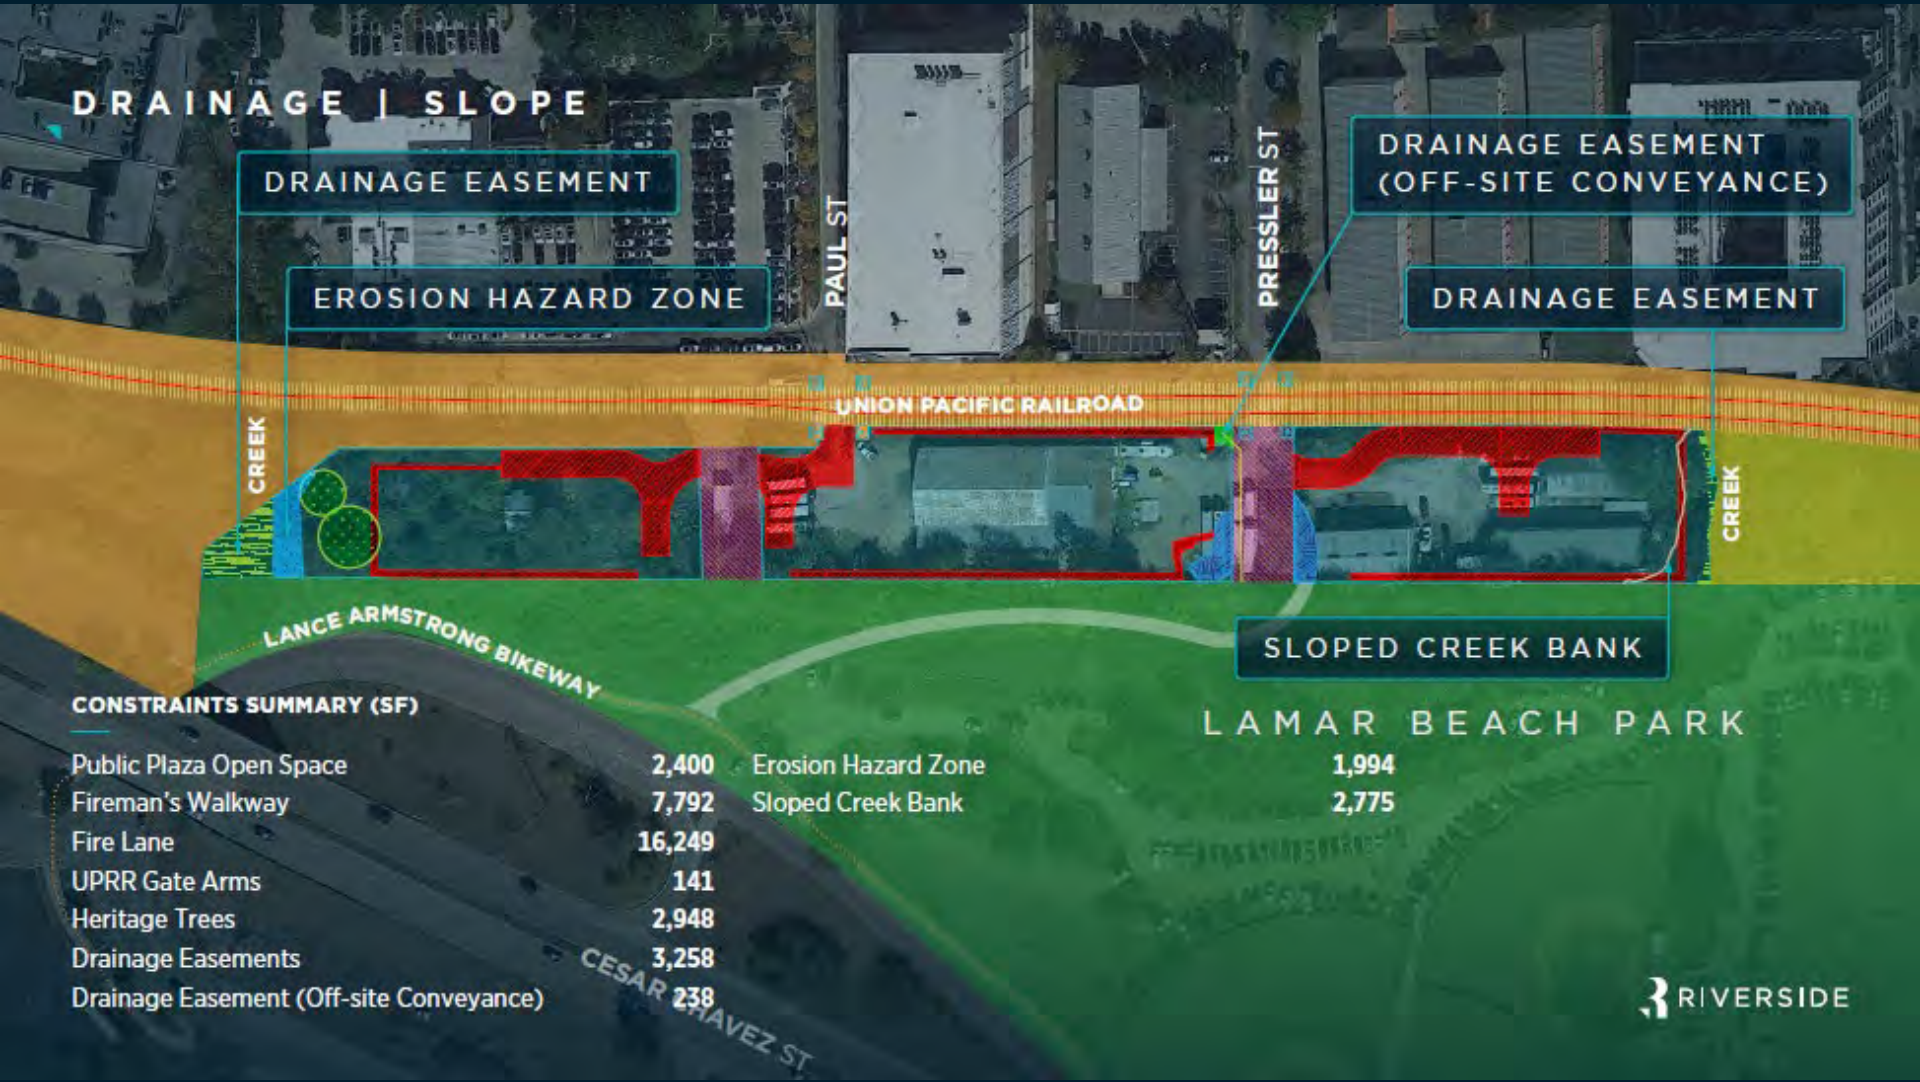 DRAINAGE | SLOPE
DRAINAGE EASEMENT
EROSION HAZARD ZONE
PAUL ST
PRESSLER ST
DRAINAGE EASEMENT
(OFF-SITE CONVEYANCE)
DRAINAGE EASEMENT
UNION PACIFIC RAILROAD
CREEK
CREEK
LANCE ARMSTRONG BIKEWAY
SLOPED CREEK BANK
LAMAR BEACH PARK
CONSTRAINTS SUMMARY (SF)
Public Plaza Open Space 2,400
Fireman's Walkway 7,792
Fire Lane 16,249
UPRR Gate Arms 141
Heritage Trees 2,948
Drainage Easements 3,258
Drainage Easement (Off-site Conveyance) 238
Erosion Hazard Zone 1,994
Sloped Creek Bank 2,775
CESAR CHAVEZ ST
RIVERSIDE